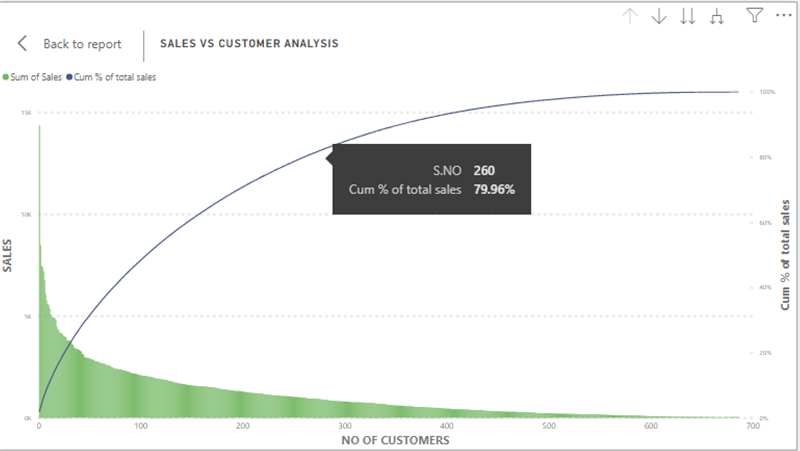 Back to report
SALES VS CUSTOMER ANALYSIS
Sum of Sales Cum % of total sales
15K
10K
5K
0K
SALES
100%
80%
60%
40%
20%
0%
Cum % of total sales
S.NO 260
Cum % of total sales 79.96%
0 100 200 300 400 500 600 700
NO OF CUSTOMERS